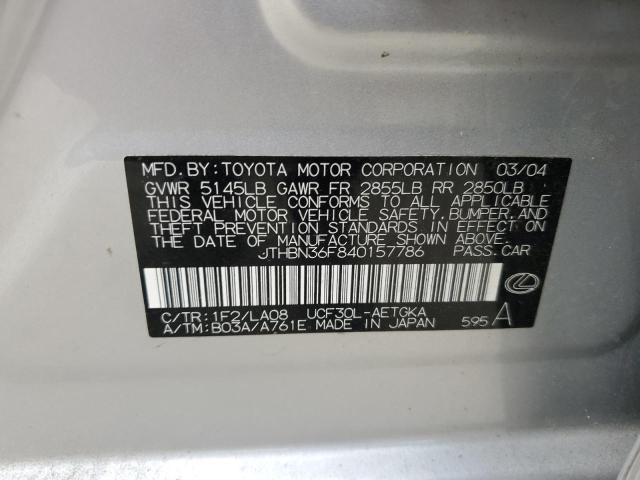 MFD. BY: TOYOTA MOTOR CORPORATION 03/04
GVWR 5145LB GAWR FR 2855LB RR 2850LB
THIS VEHICLE CONFORMS TO ALL APPLICABLE
FEDERAL MOTOR VEHICLE SAFETY, BUMPER, AND
THEFT PREVENTION STANDARDS IN EFFECT ON
THE DATE OF MANUFACTURE SHOWN ABOVE.
JTHBN36F840157786 PASS. CAR
C/TR: 1F2/LA08 UCF30L-AETGKA
A/TM: B03A/A761E MADE IN JAPAN 595 A